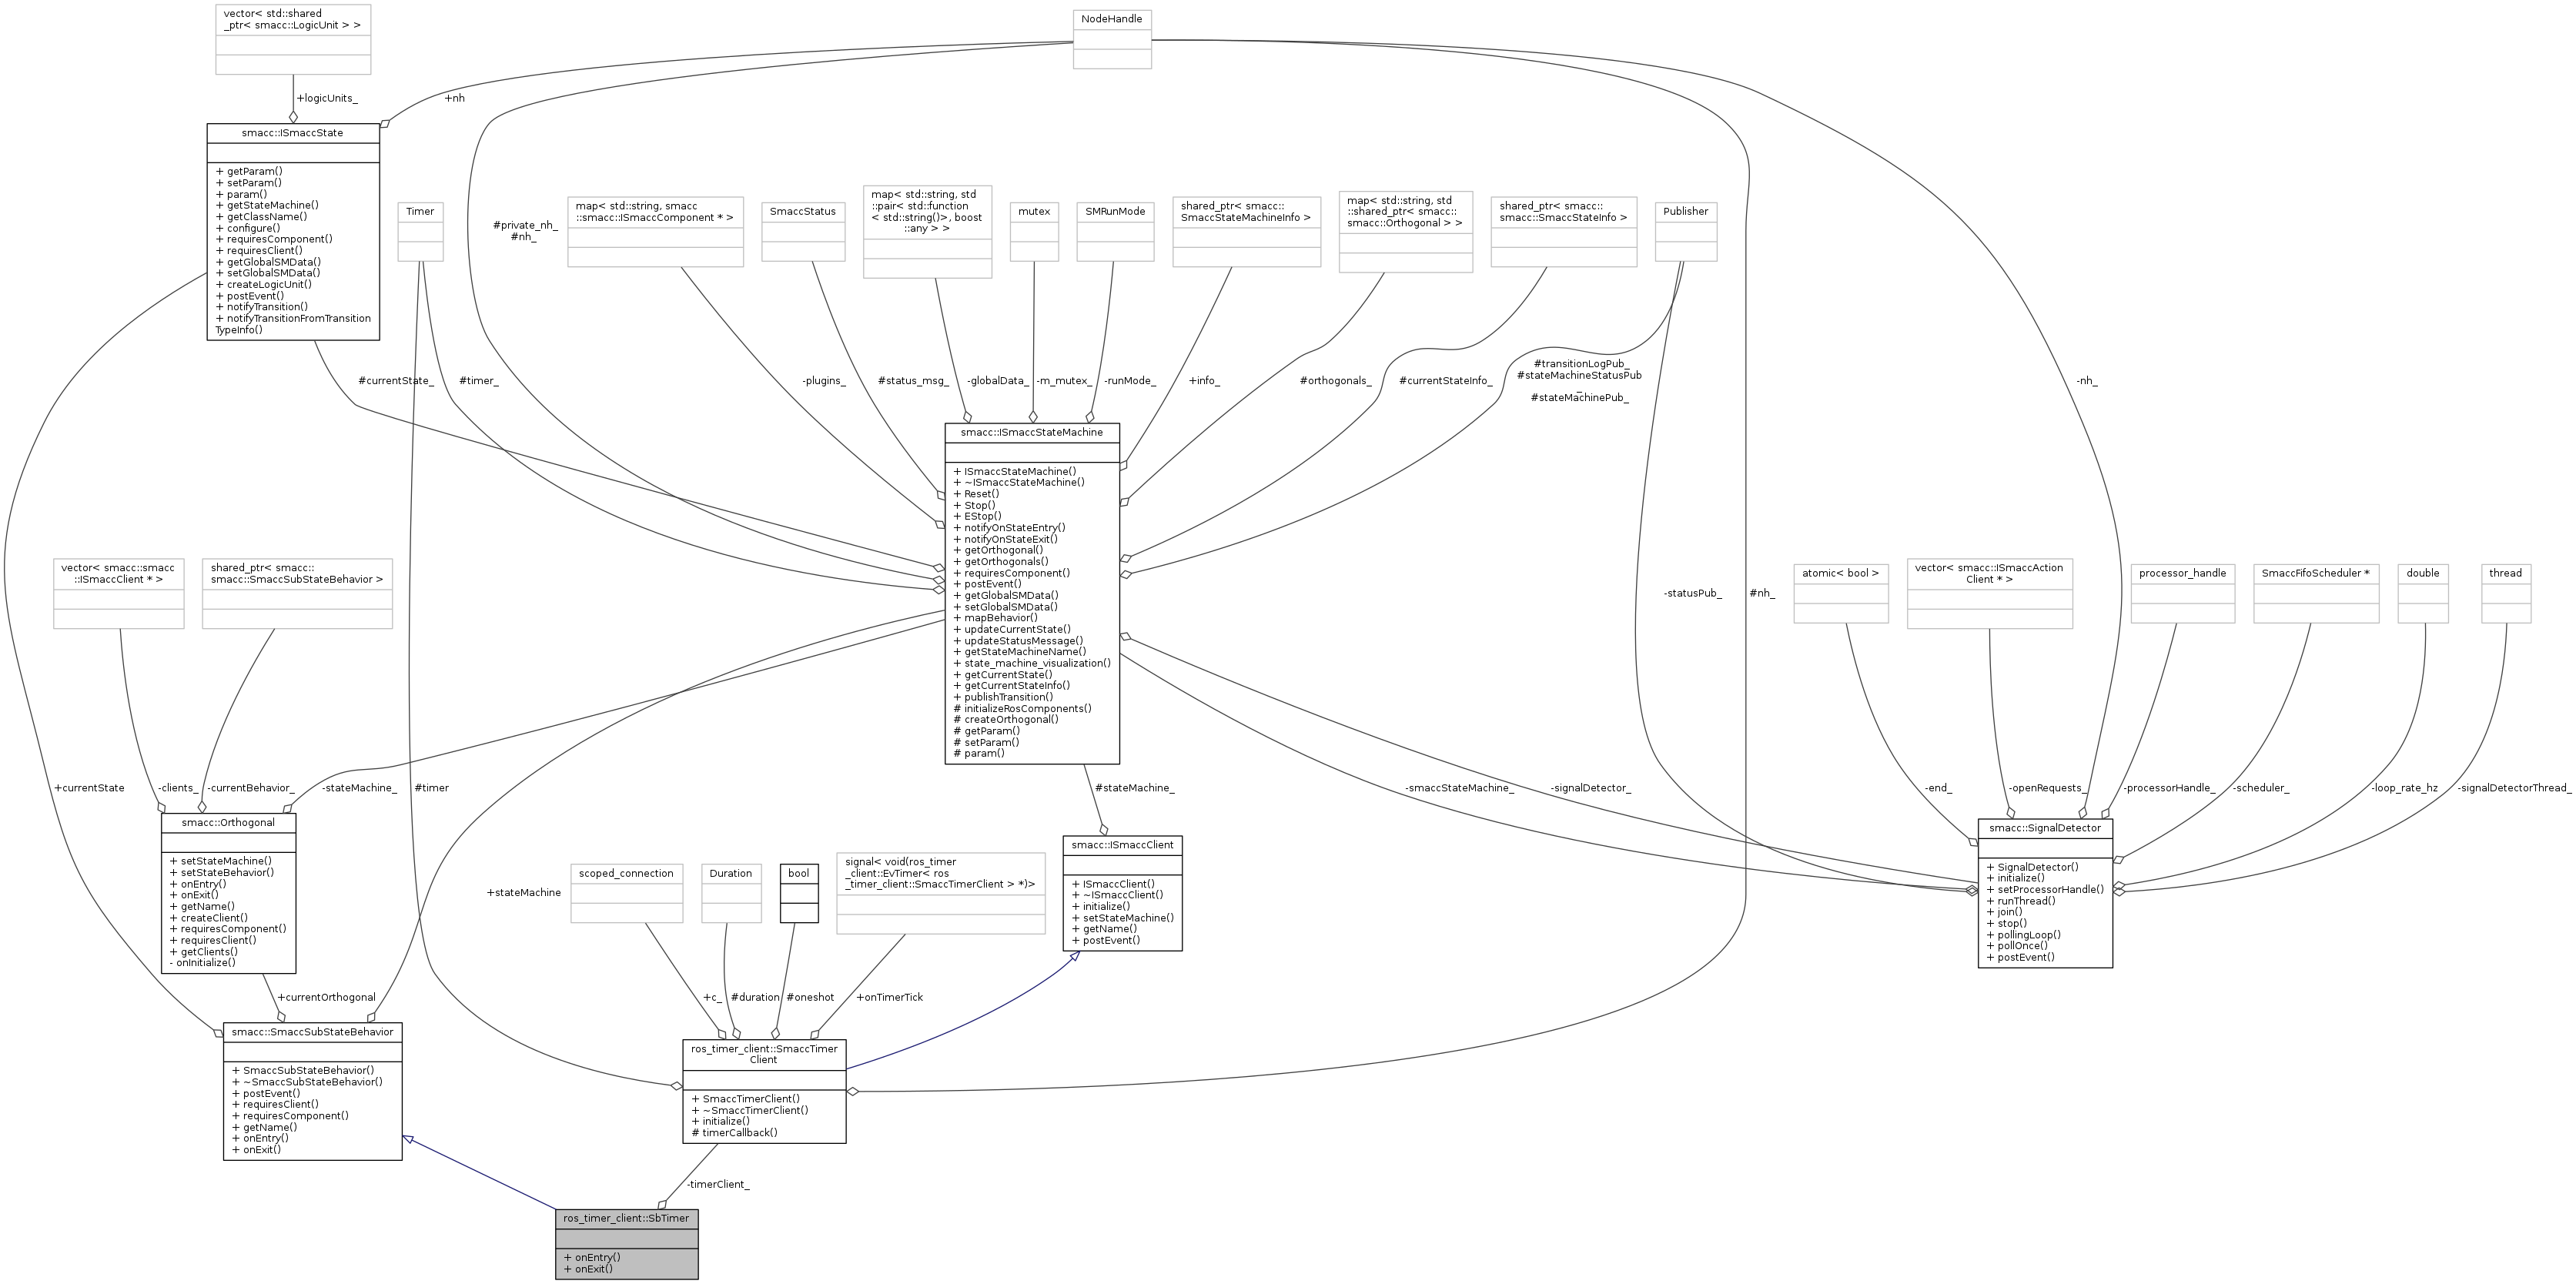 vector< std::shared
_ptr< smacc::LogicUnit > >
NodeHandle
+logicUnits_
+nh
smacc::ISmaccState
+ getParam()
+ setParam()
+ param()
+ getStateMachine()
+ getClassName()
+ configure()
+ requiresComponent()
+ requiresClient()
+ getGlobalSMData()
+ setGlobalSMData()
+ createLogicUnit()
+ postEvent()
+ notifyTransition()
+ notifyTransitionFromTransition
TypeInfo()
Timer
#private_nh_
#nh_
map< std::string, smacc
::smacc::ISmaccComponent * >
SmaccStatus
map< std::string, std
::pair< std::function
< std::string()>, boost
::any > >
mutex
SMRunMode
shared_ptr< smacc::
SmaccStateMachineInfo >
map< std::string, std
::shared_ptr< smacc::
smacc::Orthogonal > >
shared_ptr< smacc::
smacc::SmaccStateInfo >
Publisher
#currentState_
#timer_
-plugins_
#status_msg_
-globalData_
-m_mutex_
-runMode_
+info_
#orthogonals_
#currentStateInfo_
#transitionLogPub_
#stateMachineStatusPub
_
#stateMachinePub_
-nh_
smacc::ISmaccStateMachine
+ ISmaccStateMachine()
+ ~ISmaccStateMachine()
+ Reset()
+ Stop()
+ EStop()
+ notifyOnStateEntry()
+ notifyOnStateExit()
+ getOrthogonal()
+ getOrthogonals()
+ requiresComponent()
+ postEvent()
+ getGlobalSMData()
+ setGlobalSMData()
+ mapBehavior()
+ updateCurrentState()
+ updateStatusMessage()
+ getStateMachineName()
+ state_machine_visualization()
+ getCurrentState()
+ getCurrentStateInfo()
+ publishTransition()
# initializeRosComponents()
# createOrthogonal()
# getParam()
# setParam()
# param()
vector< smacc::smacc
::ISmaccClient * >
shared_ptr< smacc::
smacc::SmaccSubStateBehavior >
-statusPub_
#nh_
atomic< bool >
vector< smacc::ISmaccAction
Client * >
processor_handle
SmaccFifoScheduler *
double
thread
+currentState
-clients_
-currentBehavior_
-stateMachine_
#timer
#stateMachine_
-smaccStateMachine_
-signalDetector_
-end_
-openRequests_
-processorHandle_
-scheduler_
-loop_rate_hz
-signalDetectorThread_
smacc::Orthogonal
+ setStateMachine()
+ setStateBehavior()
+ onEntry()
+ onExit()
+ getName()
+ createClient()
+ requiresComponent()
+ requiresClient()
+ getClients()
- onInitialize()
+stateMachine
scoped_connection
Duration
bool
signal< void(ros_timer
_client::EvTimer< ros
_timer_client::SmaccTimerClient > *)>
smacc::ISmaccClient
+ ISmaccClient()
+ ~ISmaccClient()
+ initialize()
+ setStateMachine()
+ getName()
+ postEvent()
smacc::SignalDetector
+ SignalDetector()
+ initialize()
+ setProcessorHandle()
+ runThread()
+ join()
+ stop()
+ pollingLoop()
+ pollOnce()
+ postEvent()
+currentOrthogonal
+c_
#duration
#oneshot
+onTimerTick
smacc::SmaccSubStateBehavior
+ SmaccSubStateBehavior()
+ ~SmaccSubStateBehavior()
+ postEvent()
+ requiresClient()
+ requiresComponent()
+ getName()
+ onEntry()
+ onExit()
ros_timer_client::SmaccTimer
Client
+ SmaccTimerClient()
+ ~SmaccTimerClient()
+ initialize()
# timerCallback()
-timerClient_
ros_timer_client::SbTimer
+ onEntry()
+ onExit()